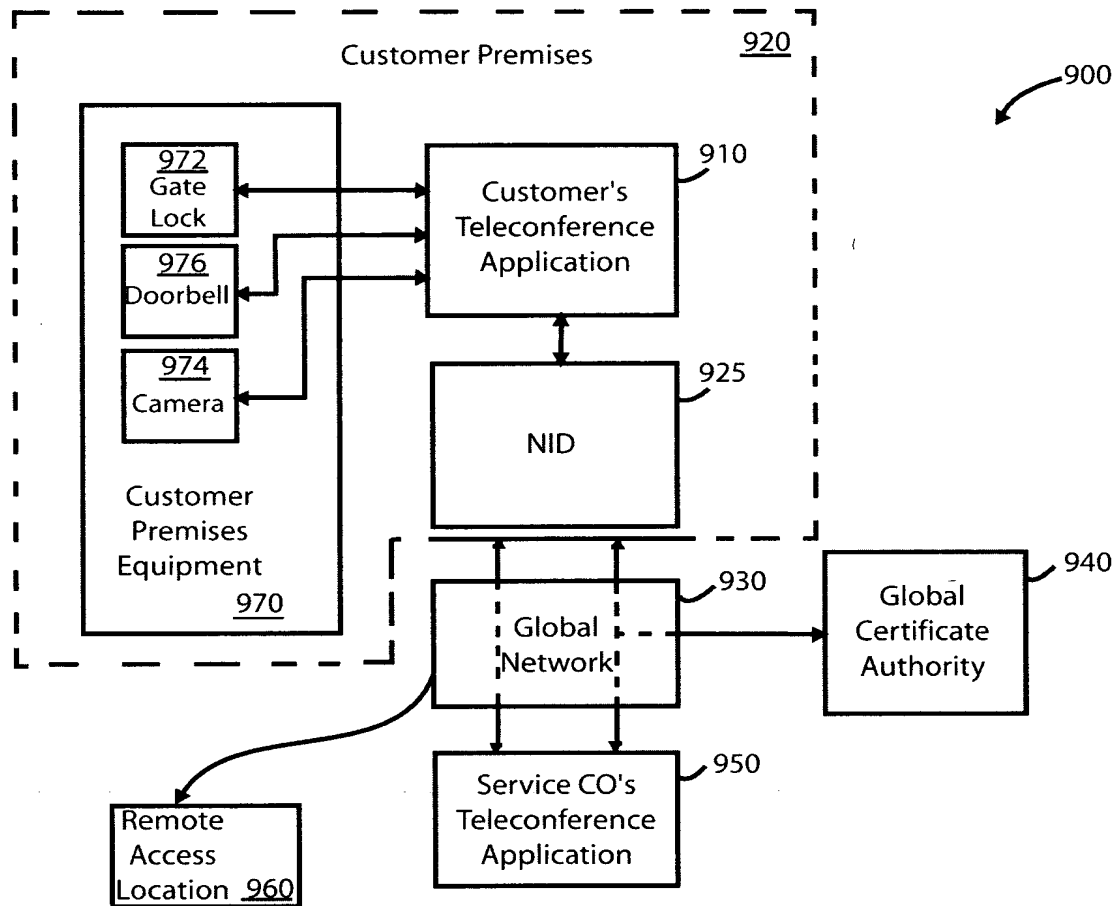 Customer Premises
920
900
972
Gate
Lock
976
Doorbell
974
Camera
Customer
Premises
Equipment
970
910
Customer's
Teleconference
Application
925
NID
930
Global
Network
940
Global
Certificate
Authority
950
Service CO's
Teleconference
Application
Remote
Access
Location 960